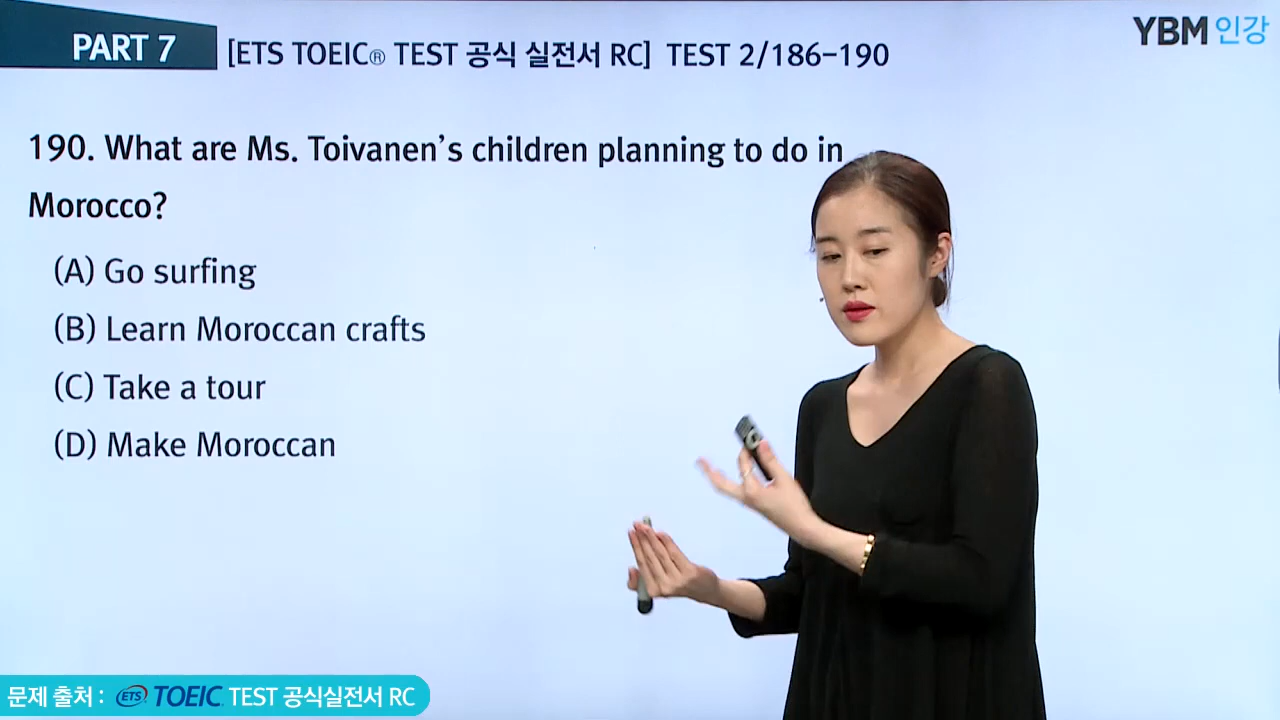 PART 7
[ETS TOEIC® TEST 공식 실전서 RC] TEST 2/186-190
YBM 인강
190. What are Ms. Toivanen's children planning to do in
Morocco?
(A) Go surfing
(B) Learn Moroccan crafts
(C) Take a tour
(D) Make Moroccan
문제 출처 : ETS TOEIC TEST 공식실전서 RC